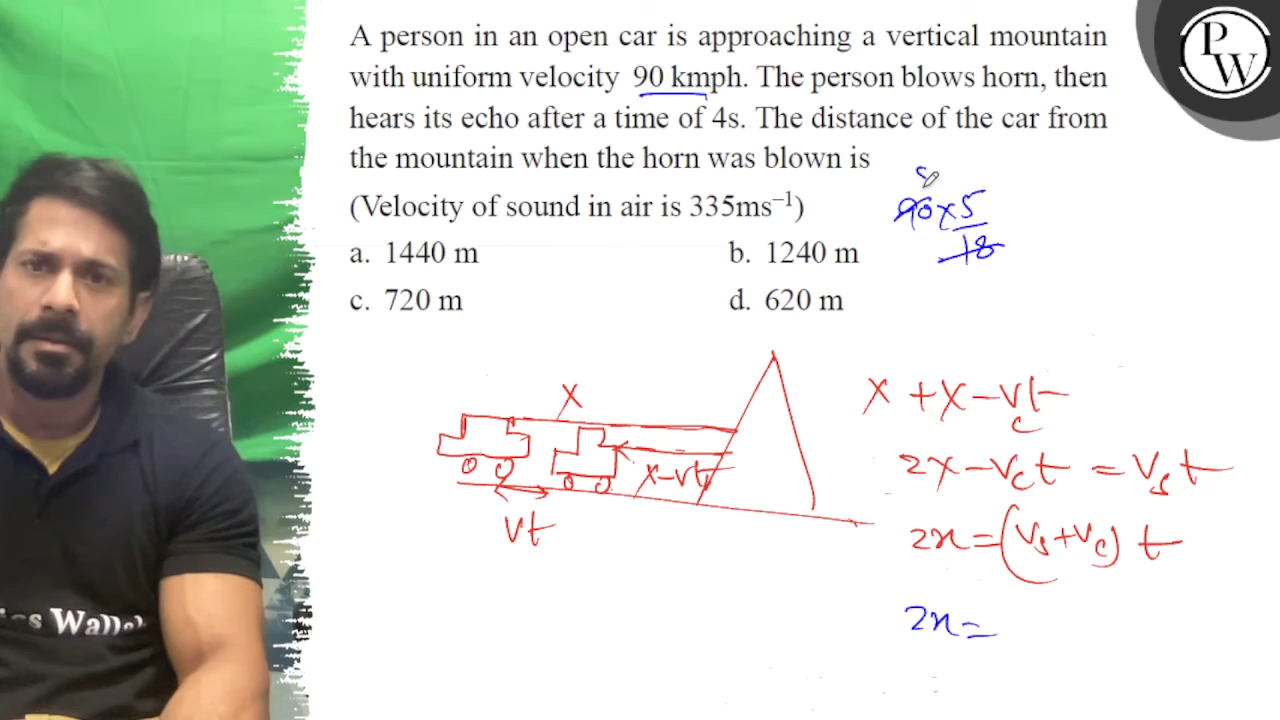 A person in an open car is approaching a vertical mountain
with uniform velocity 90 kmph. The person blows horn, then
hears its echo after a time of 4s. The distance of the car from
the mountain when the horn was blown is
(Velocity of sound in air is 335ms⁻¹)
a. 1440 m
b. 1240 m
c. 720 m
d. 620 m
PW
5
90 x 5
18
x
x - vt
vt
x + x - v_c t
2x - v_c t = v_s t
2x = (v_s + v_c) t
2x =
s Walla